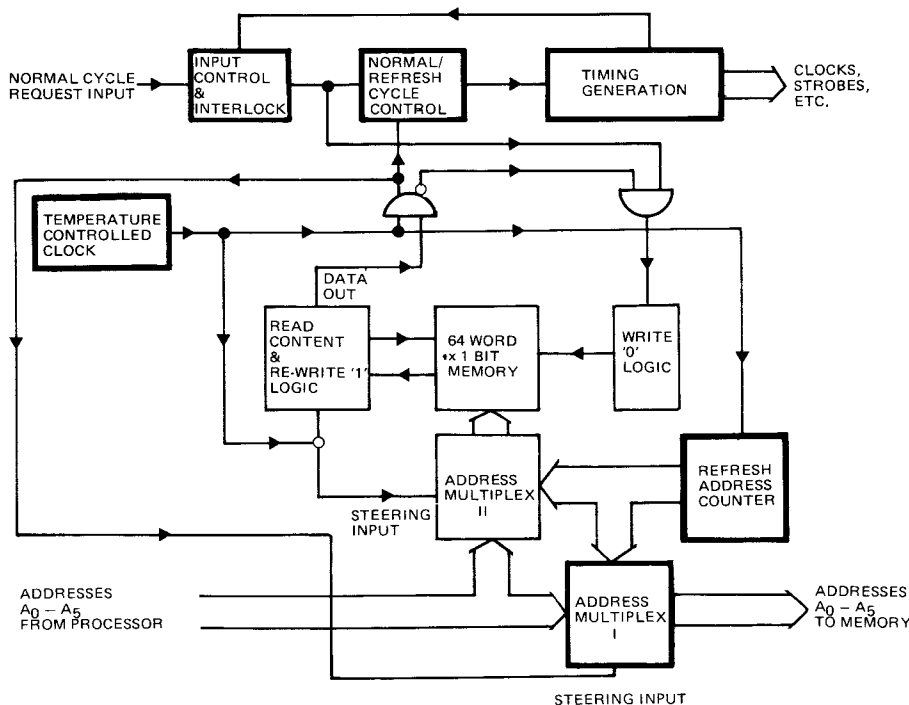 NORMAL CYCLE
REQUEST INPUT
INPUT
CONTROL
&
INTERLOCK
NORMAL/
REFRESH
CYCLE
CONTROL
TIMING
GENERATION
CLOCKS,
STROBES,
ETC.
TEMPERATURE
CONTROLLED
CLOCK
DATA
OUT
READ
CONTENT
&
RE-WRITE '1'
LOGIC
64 WORD
x 1 BIT
MEMORY
WRITE
'0'
LOGIC
ADDRESS
MULTIPLEX
II
REFRESH
ADDRESS
COUNTER
STEERING
INPUT
ADDRESSES
A0 – A5
FROM PROCESSOR
ADDRESS
MULTIPLEX
I
ADDRESSES
A0 – A5
TO MEMORY
STEERING INPUT